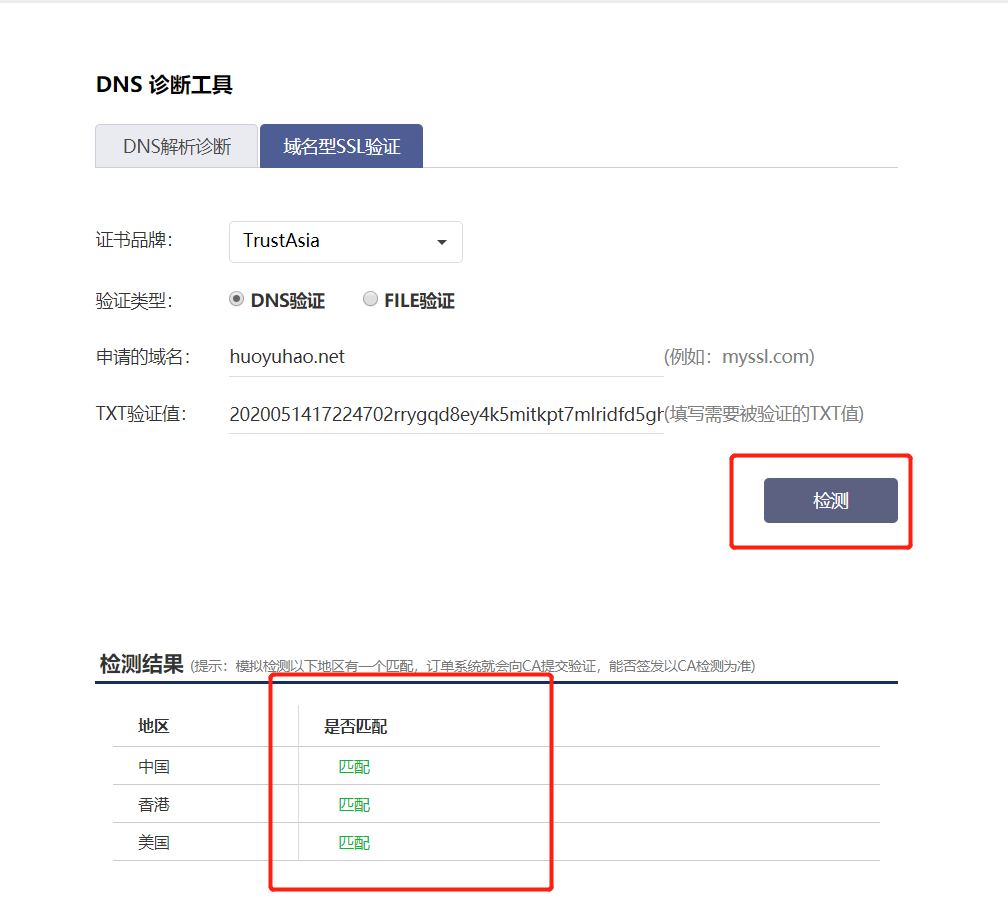 DNS 诊断工具
DNS解析诊断 域名型SSL验证
证书品牌： TrustAsia
验证类型： DNS验证 FILE验证
申请的域名： huoyuhao.net (例如：myssl.com)
TXT验证值： 2020051417224702rrygqd8ey4k5mitkpt7mlridfd5gh (填写需要被验证的TXT值)
检测
检测结果 (提示：模拟检测以下地区有一个匹配，订单系统就会向CA提交验证，能否签发以CA检测为准)
地区 是否匹配
中国 匹配
香港 匹配
美国 匹配